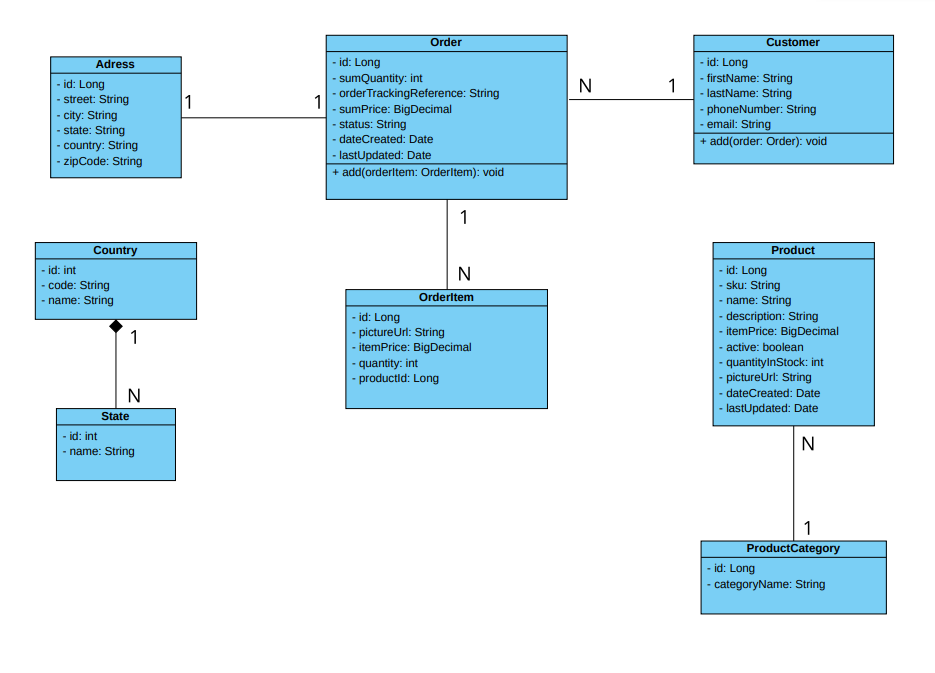 Adress
- id: Long
- street: String
- city: String
- state: String
- country: String
- zipCode: String
1
1
Order
- id: Long
- sumQuantity: int
- orderTrackingReference: String
- sumPrice: BigDecimal
- status: String
- dateCreated: Date
- lastUpdated: Date
+ add(orderItem: OrderItem): void
N
1
Customer
- id: Long
- firstName: String
- lastName: String
- phoneNumber: String
- email: String
+ add(order: Order): void
1
N
Country
- id: int
- code: String
- name: String
1
N
State
- id: int
- name: String
OrderItem
- id: Long
- pictureUrl: String
- itemPrice: BigDecimal
- quantity: int
- productId: Long
Product
- id: Long
- sku: String
- name: String
- description: String
- itemPrice: BigDecimal
- active: boolean
- quantityInStock: int
- pictureUrl: String
- dateCreated: Date
- lastUpdated: Date
N
1
ProductCategory
- id: Long
- categoryName: String